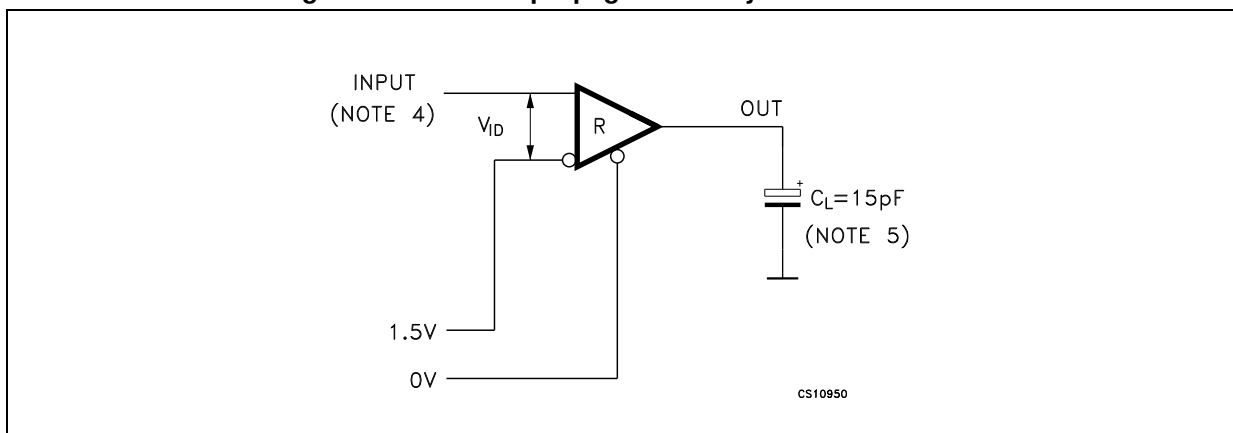 INPUT
(NOTE 4)
V_ID
R
OUT
+
C_L=15pF
(NOTE 5)
1.5V
0V
CS10950